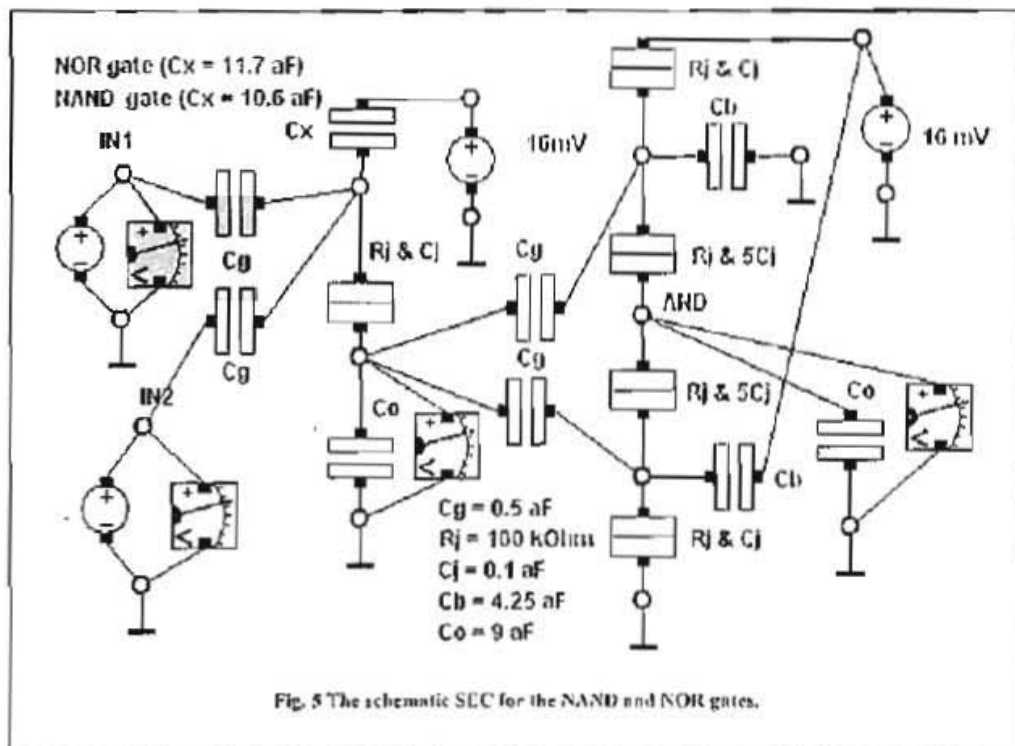 NOR gate (Cx = 11.7 aF)
NAND gate (Cx = 10.6 aF)
Cx
16mV
IN1
Cg
Cg
IN2
Rj & Cj
Co
Cg
Cg
Rj & Cj
Cb
16 mV
Rj & 5Cj
AND
Rj & 5Cj
Co
Cb
Rj & Cj
Cg = 0.5 aF
Rj = 100 kOhm
Cj = 0.1 aF
Cb = 4.25 aF
Co = 9 aF
Fig. 5 The schematic SEC for the NAND and NOR gates.